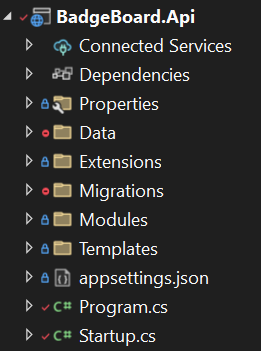 BadgeBoard.Api
Connected Services
Dependencies
Properties
Data
Extensions
Migrations
Modules
Templates
appsettings.json
C# Program.cs
C# Startup.cs